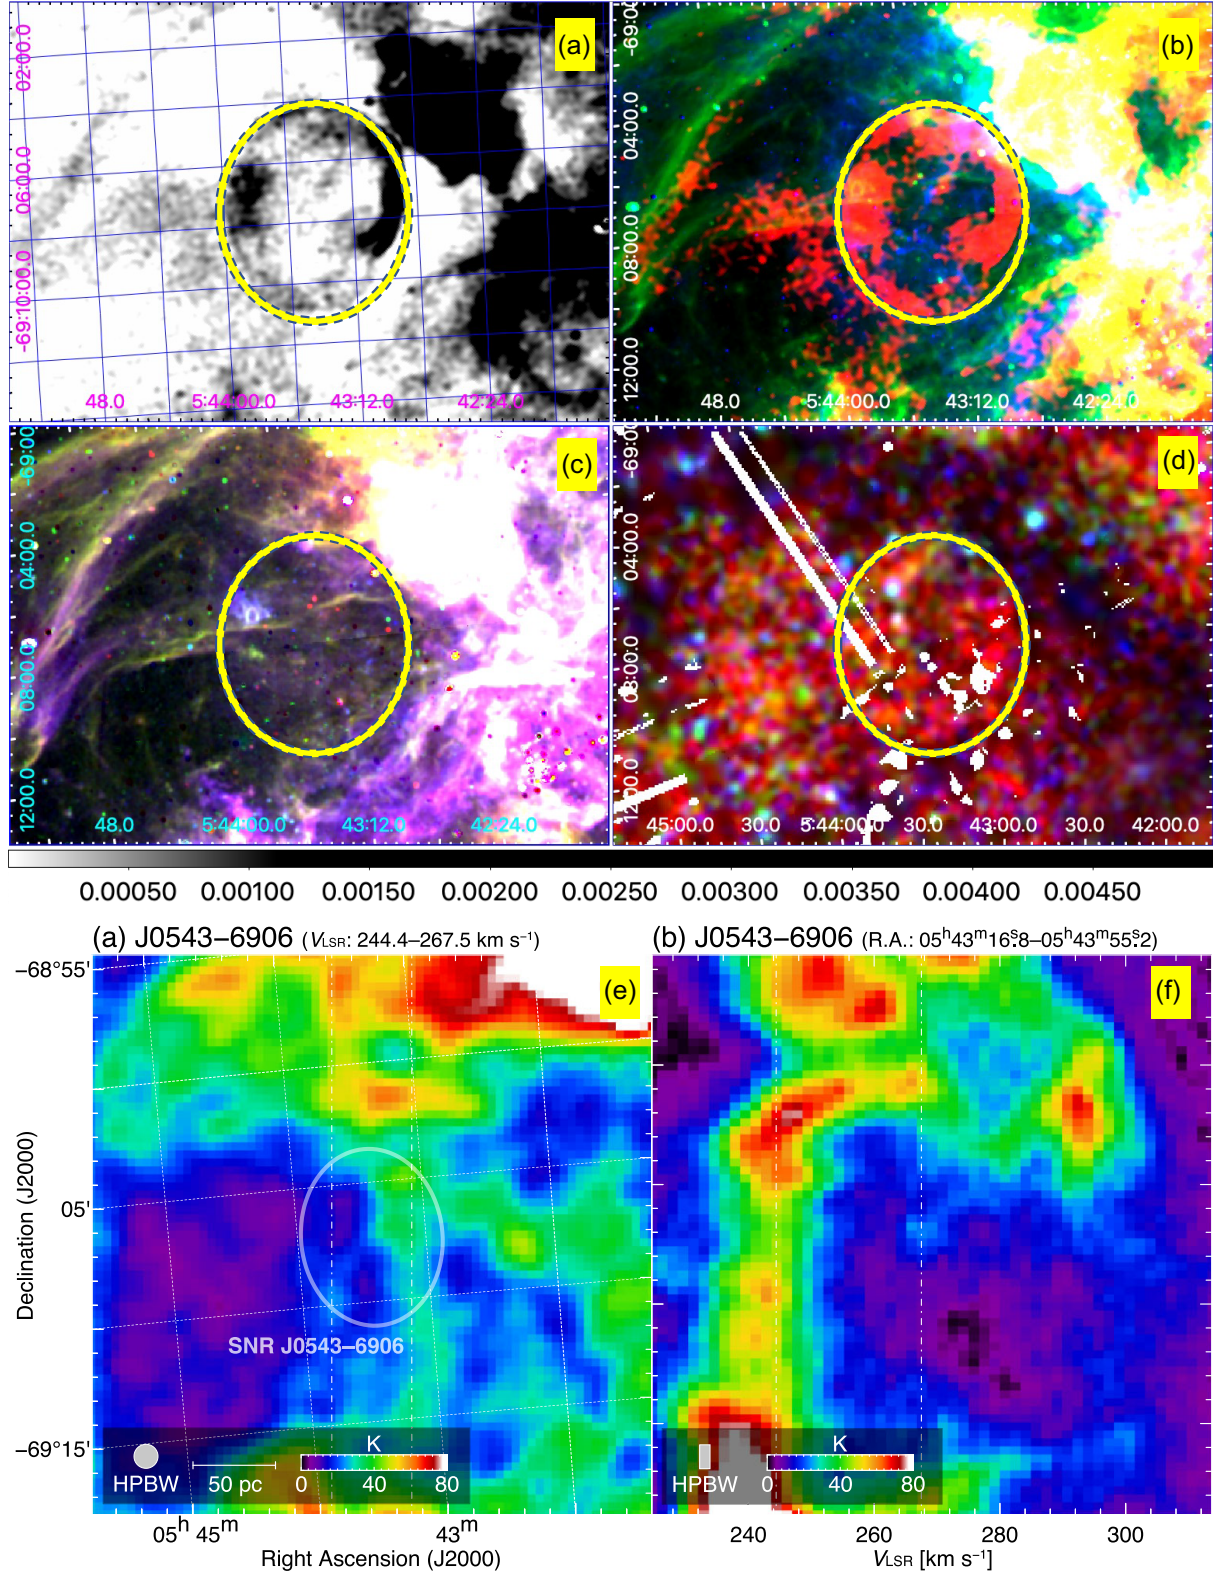 (a)
02:00.0
06:00.0
-69:10:00.0
48.0 5:44:00.0 43:12.0 42:24.0
(b)
-69:00
04:00.0
08:00.0
12:00.0
48.0 5:44:00.0 43:12.0 42:24.0
(c)
-69:00
04:00.0
08:00.0
12:00.0
48.0 5:44:00.0 43:12.0 42:24.0
(d)
-69:00
04:00.0
08:00.0
12:00.0
45:00.0 30.0 5:44:00.0 30.0 43:00.0 30.0 42:00.0
0.00050 0.00100 0.00150 0.00200 0.00250 0.00300 0.00350 0.00400 0.00450
(a) J0543–6906 (VLSR: 244.4–267.5 km s⁻¹)
(e)
−68°55'
05'
−69°15'
Declination (J2000)
SNR J0543–6906
HPBW
50 pc
K
0 40 80
05ʰ 45ᵐ 43ᵐ
Right Ascension (J2000)
(b) J0543–6906 (R.A.: 05ʰ43ᵐ16ˢ.8–05ʰ43ᵐ55ˢ.2)
(f)
HPBW
K
0 40 80
240 260 280 300
VLSR [km s⁻¹]